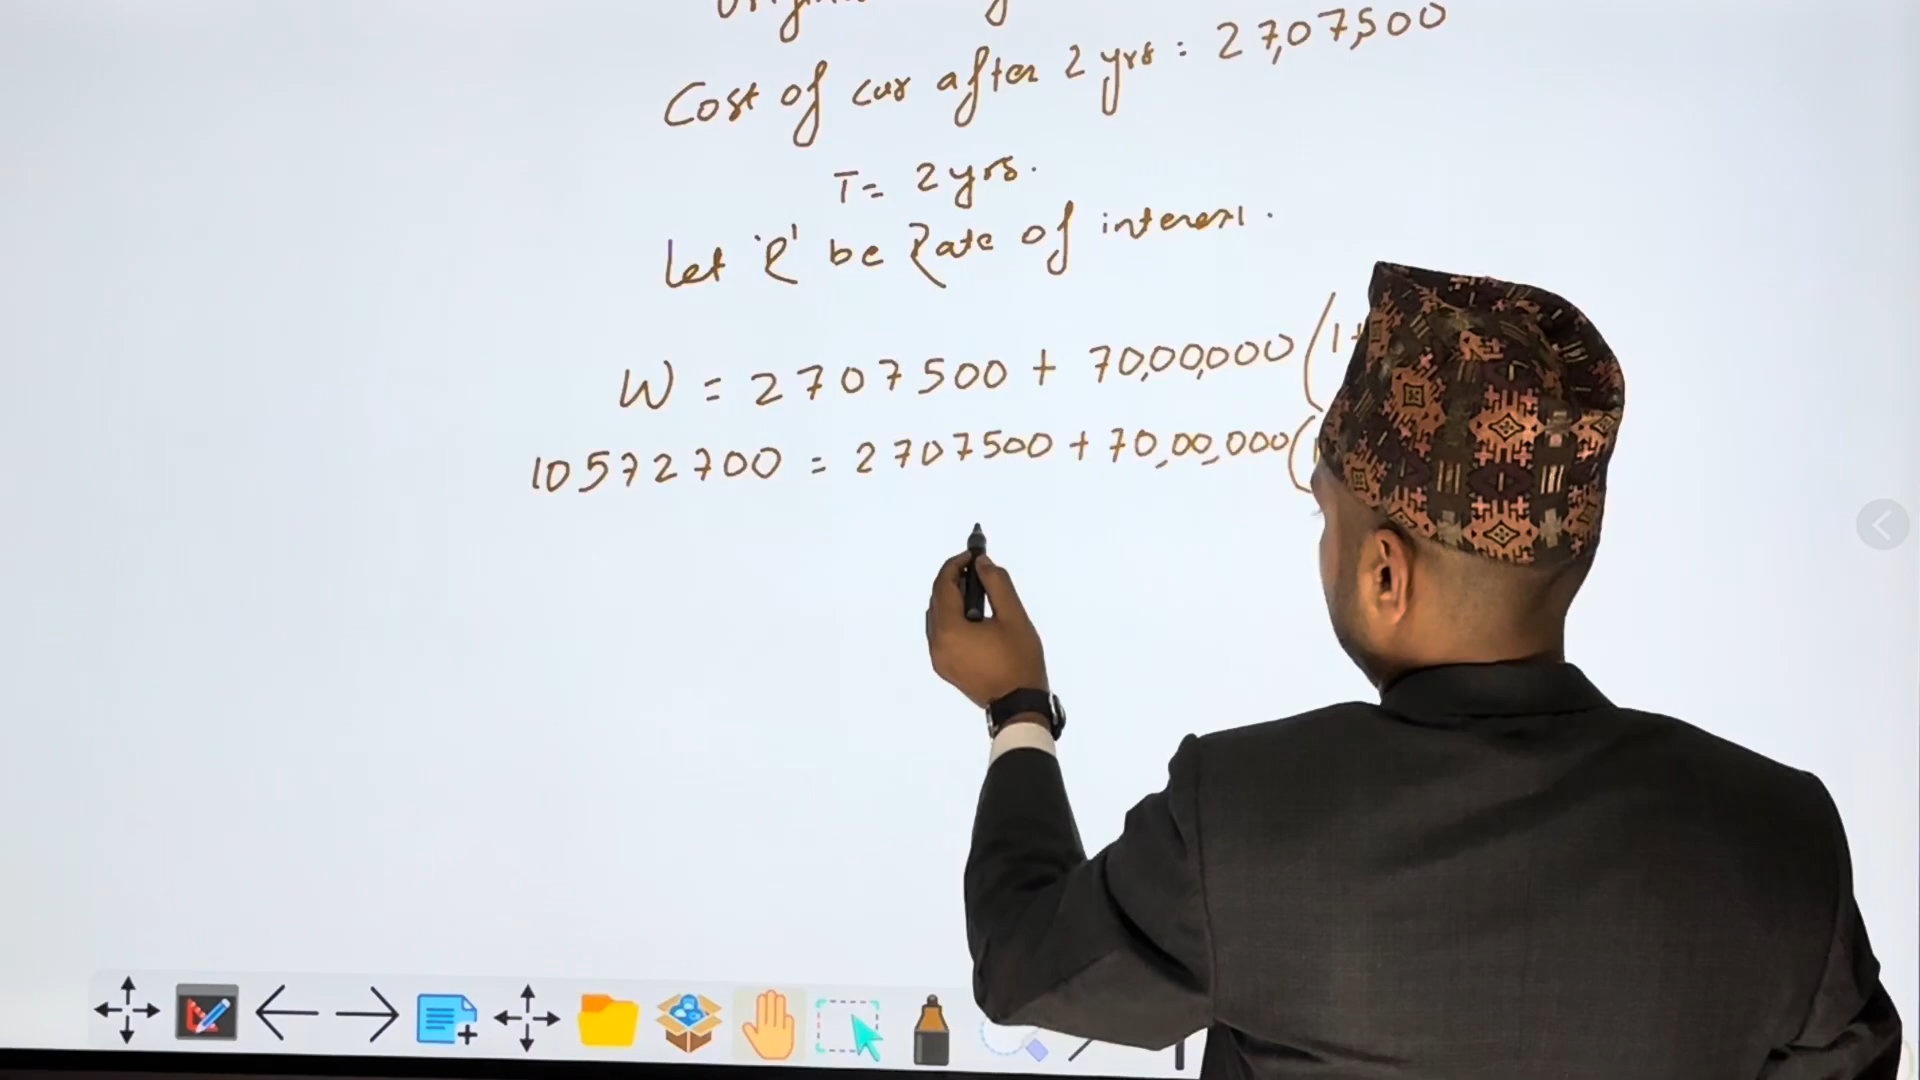 Cost of car after 2 yrs : 27,07,500
T = 2 yrs.
Let 'R' be Rate of interest.
W = 2707500 + 70,00,000 (1+
10572700 = 2707500 + 70,00,000 (